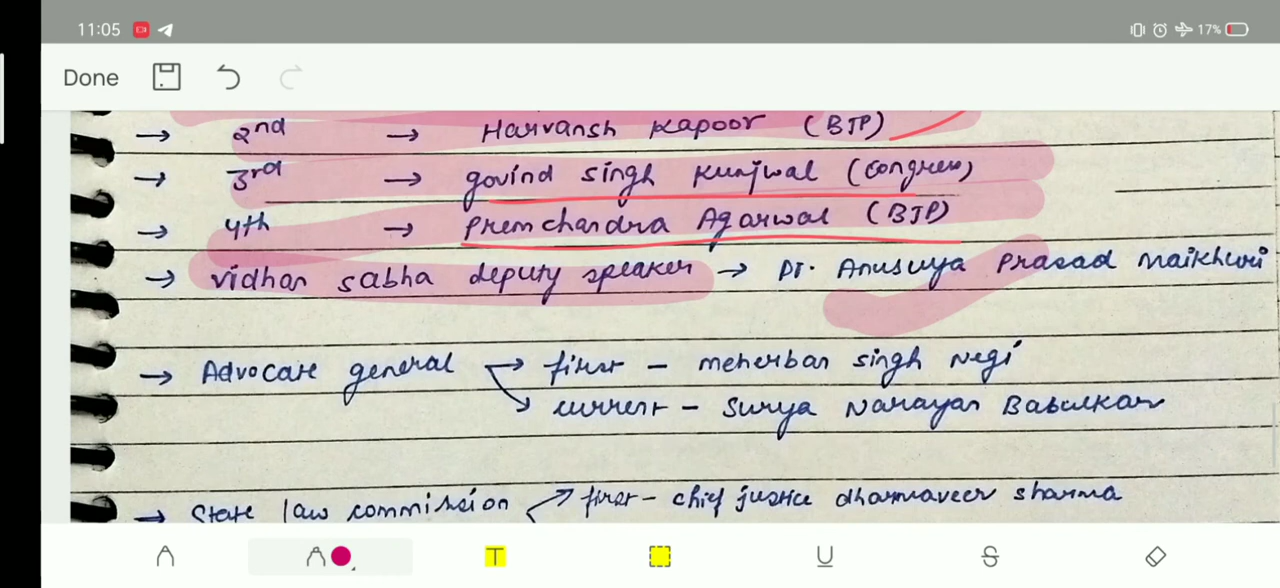 11:05 17%
Done
→ 2nd → Harvansh Kapoor (BJP)
→ 3rd → govind singh Kunjwal (congress)
→ 4th → Premchandra Agarwal (BJP)
→ vidhan sabha deputy speaker → Dr. Anusuya Prasad Maikhuri
→ Advocate general → first - meherban singh Negi
→ current - Surya Narayan Babulkar
→ State law commission → first - chief justice dharmaveer sharma
T U S